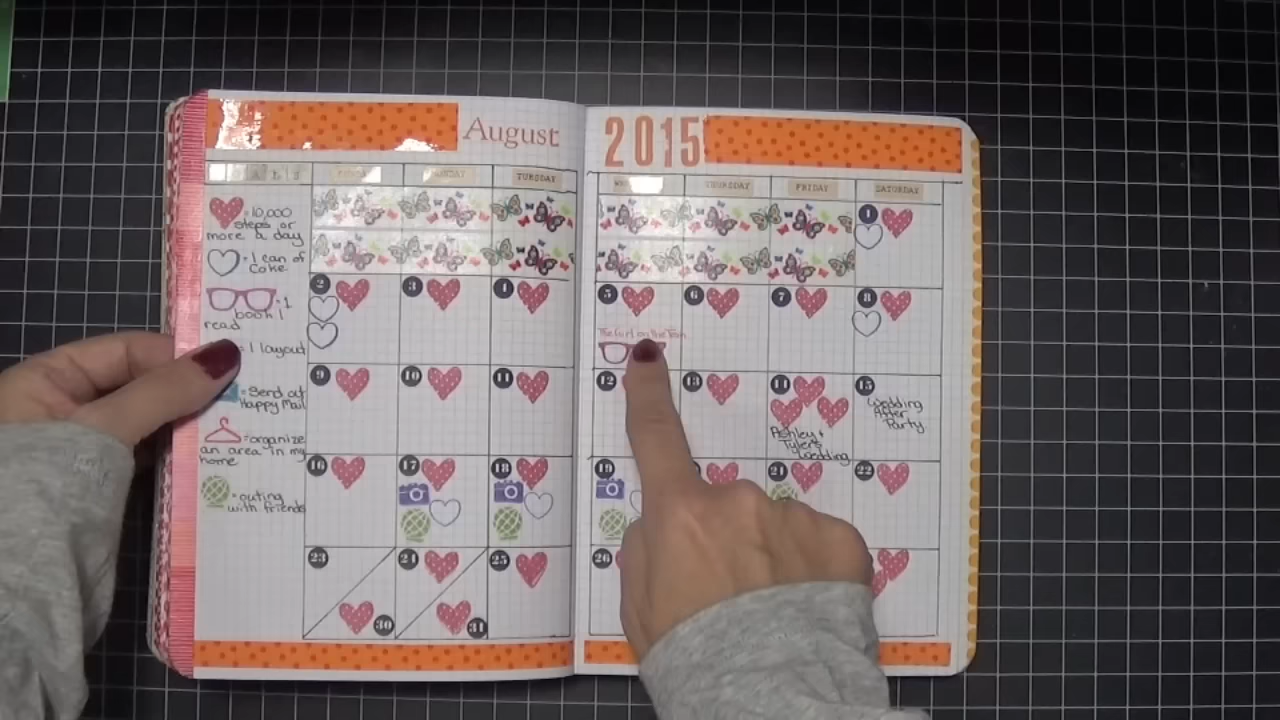 August 2015
MONDAY TUESDAY THURSDAY FRIDAY SATURDAY
= 10,000
steps or
more a day
= 1 can of
Coke
= 1
book I
read
= 1 layout
= Send out
Happy Mail
= organize
an area in my
home
= outing
with friends
1
2 3 4 5 6 7 8
The Girl on the Train
9 10 11 12 13 14 15
Ashley +
Tyler's
Wedding
Wedding
After
Party
16 17 18 19 21 22
23 24 25 26
30 31